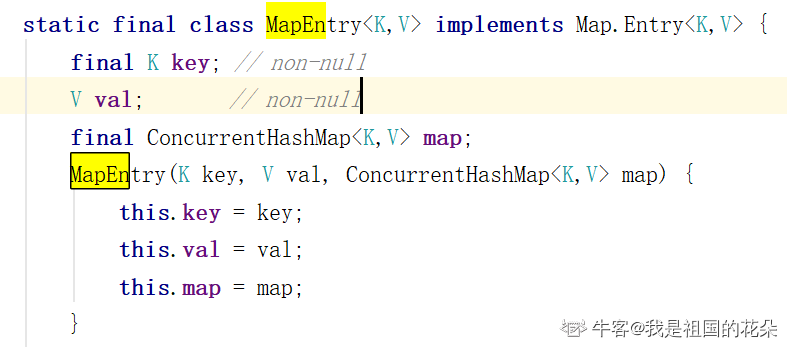 static final class MapEntry<K,V> implements Map.Entry<K,V> {
    final K key; // non-null
    V val;       // non-null
    final ConcurrentHashMap<K,V> map;
    MapEntry(K key, V val, ConcurrentHashMap<K,V> map) {
        this.key = key;
        this.val = val;
        this.map = map;
    }
牛客@我是祖国的花朵